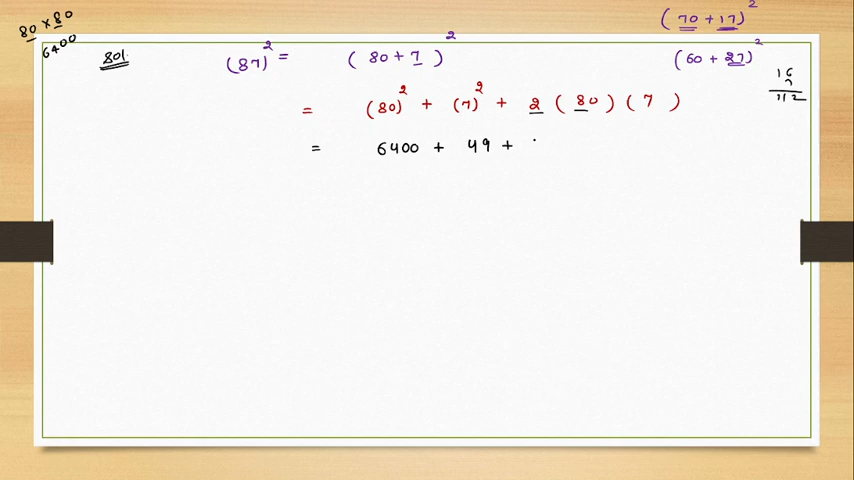 80 × 80
6400
801.
(87)² = (80 + 7)²
(70 + 17)²
(60 + 27)²
16
7
112
= (80)² + (7)² + 2 (80) (7)
= 6400 + 49 +